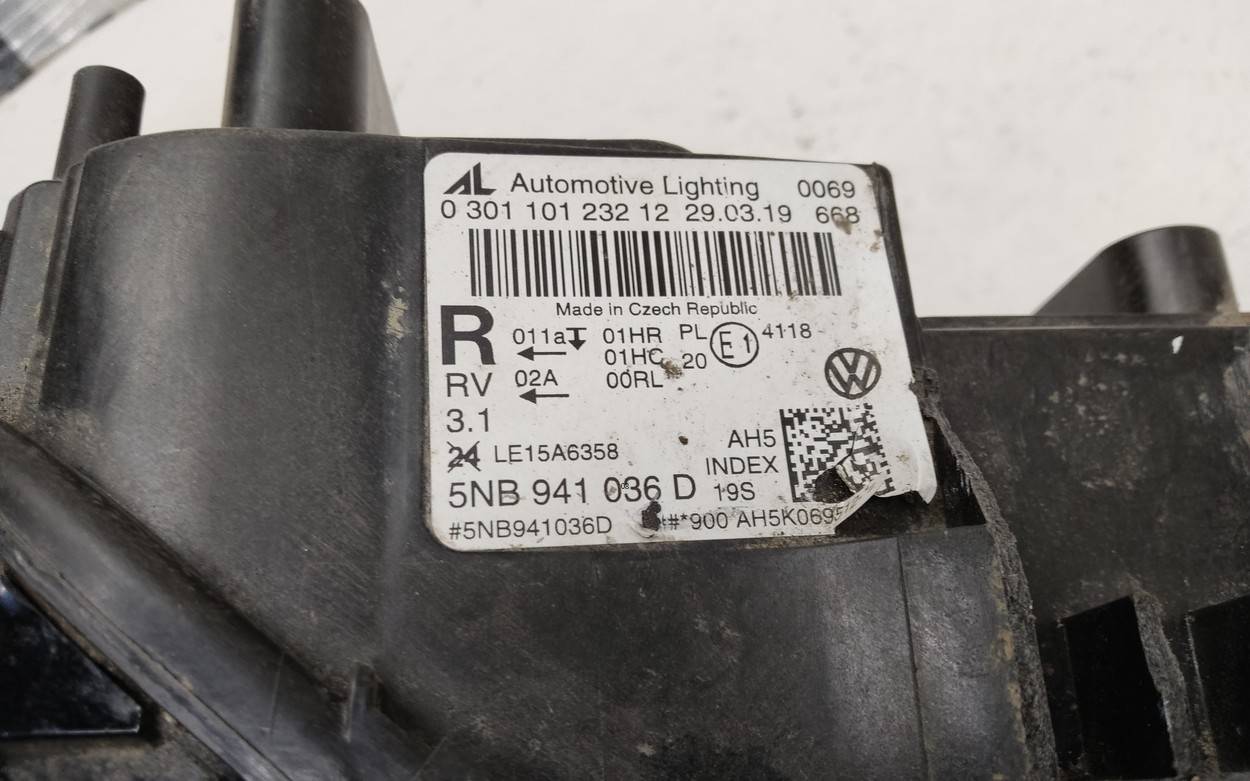 AL Automotive Lighting 0069
0 301 101 232 12 29.03.19 668
Made in Czech Republic
R 011a 01HR PL E1 4118
01HC 20
RV 02A 00RL
3.1
24 LE15A6358 AH5
INDEX
5NB 941 036 D 19S
#5NB941036D *900 AH5K069